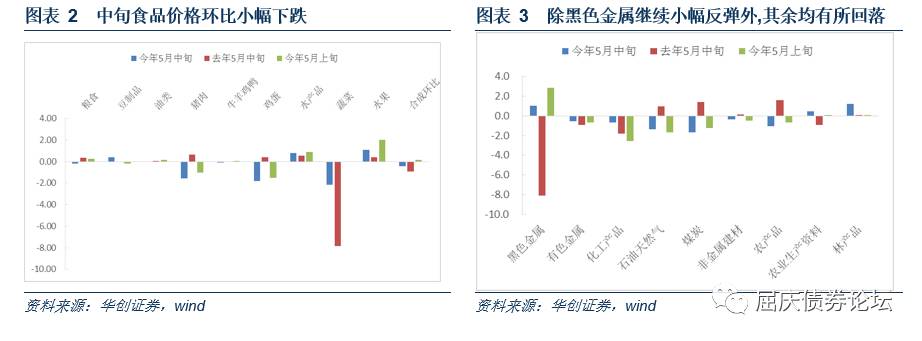 图表 2 中旬食品价格环比小幅下跌
今年5月中旬 去年5月中旬 今年5月上旬
粮食 豆制品 油类 猪肉 牛羊鸡鸭 鸡蛋 水产品 蔬菜 水果 合成环比
4.00
2.00
0.00
-2.00
-4.00
-6.00
-8.00
-10.00
资料来源：华创证券，wind
图表 3 除黑色金属继续小幅反弹外,其余均有所回落
今年5月中旬 去年5月中旬 今年5月上旬
4.0
2.0
0.0
-2.0
-4.0
-6.0
-8.0
-10.0
黑色金属 有色金属 化工产品 石油天然气 煤炭 非金属建材 农产品 农业生产资料 林产品
资料来源：华创证券，wind
屈庆债券论坛